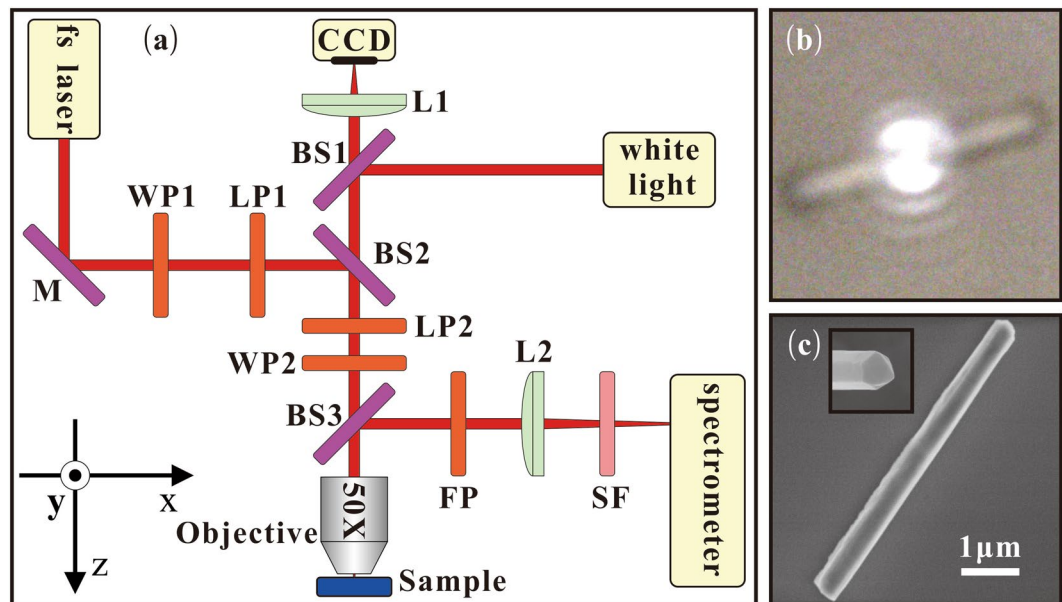 (a)
fs laser
CCD
L1
BS1
white
light
WP1
LP1
BS2
M
LP2
WP2
L2
BS3
spectrometer
y
x
z
50X
Objective
FP
SF
Sample
(b)
(c)
1μm